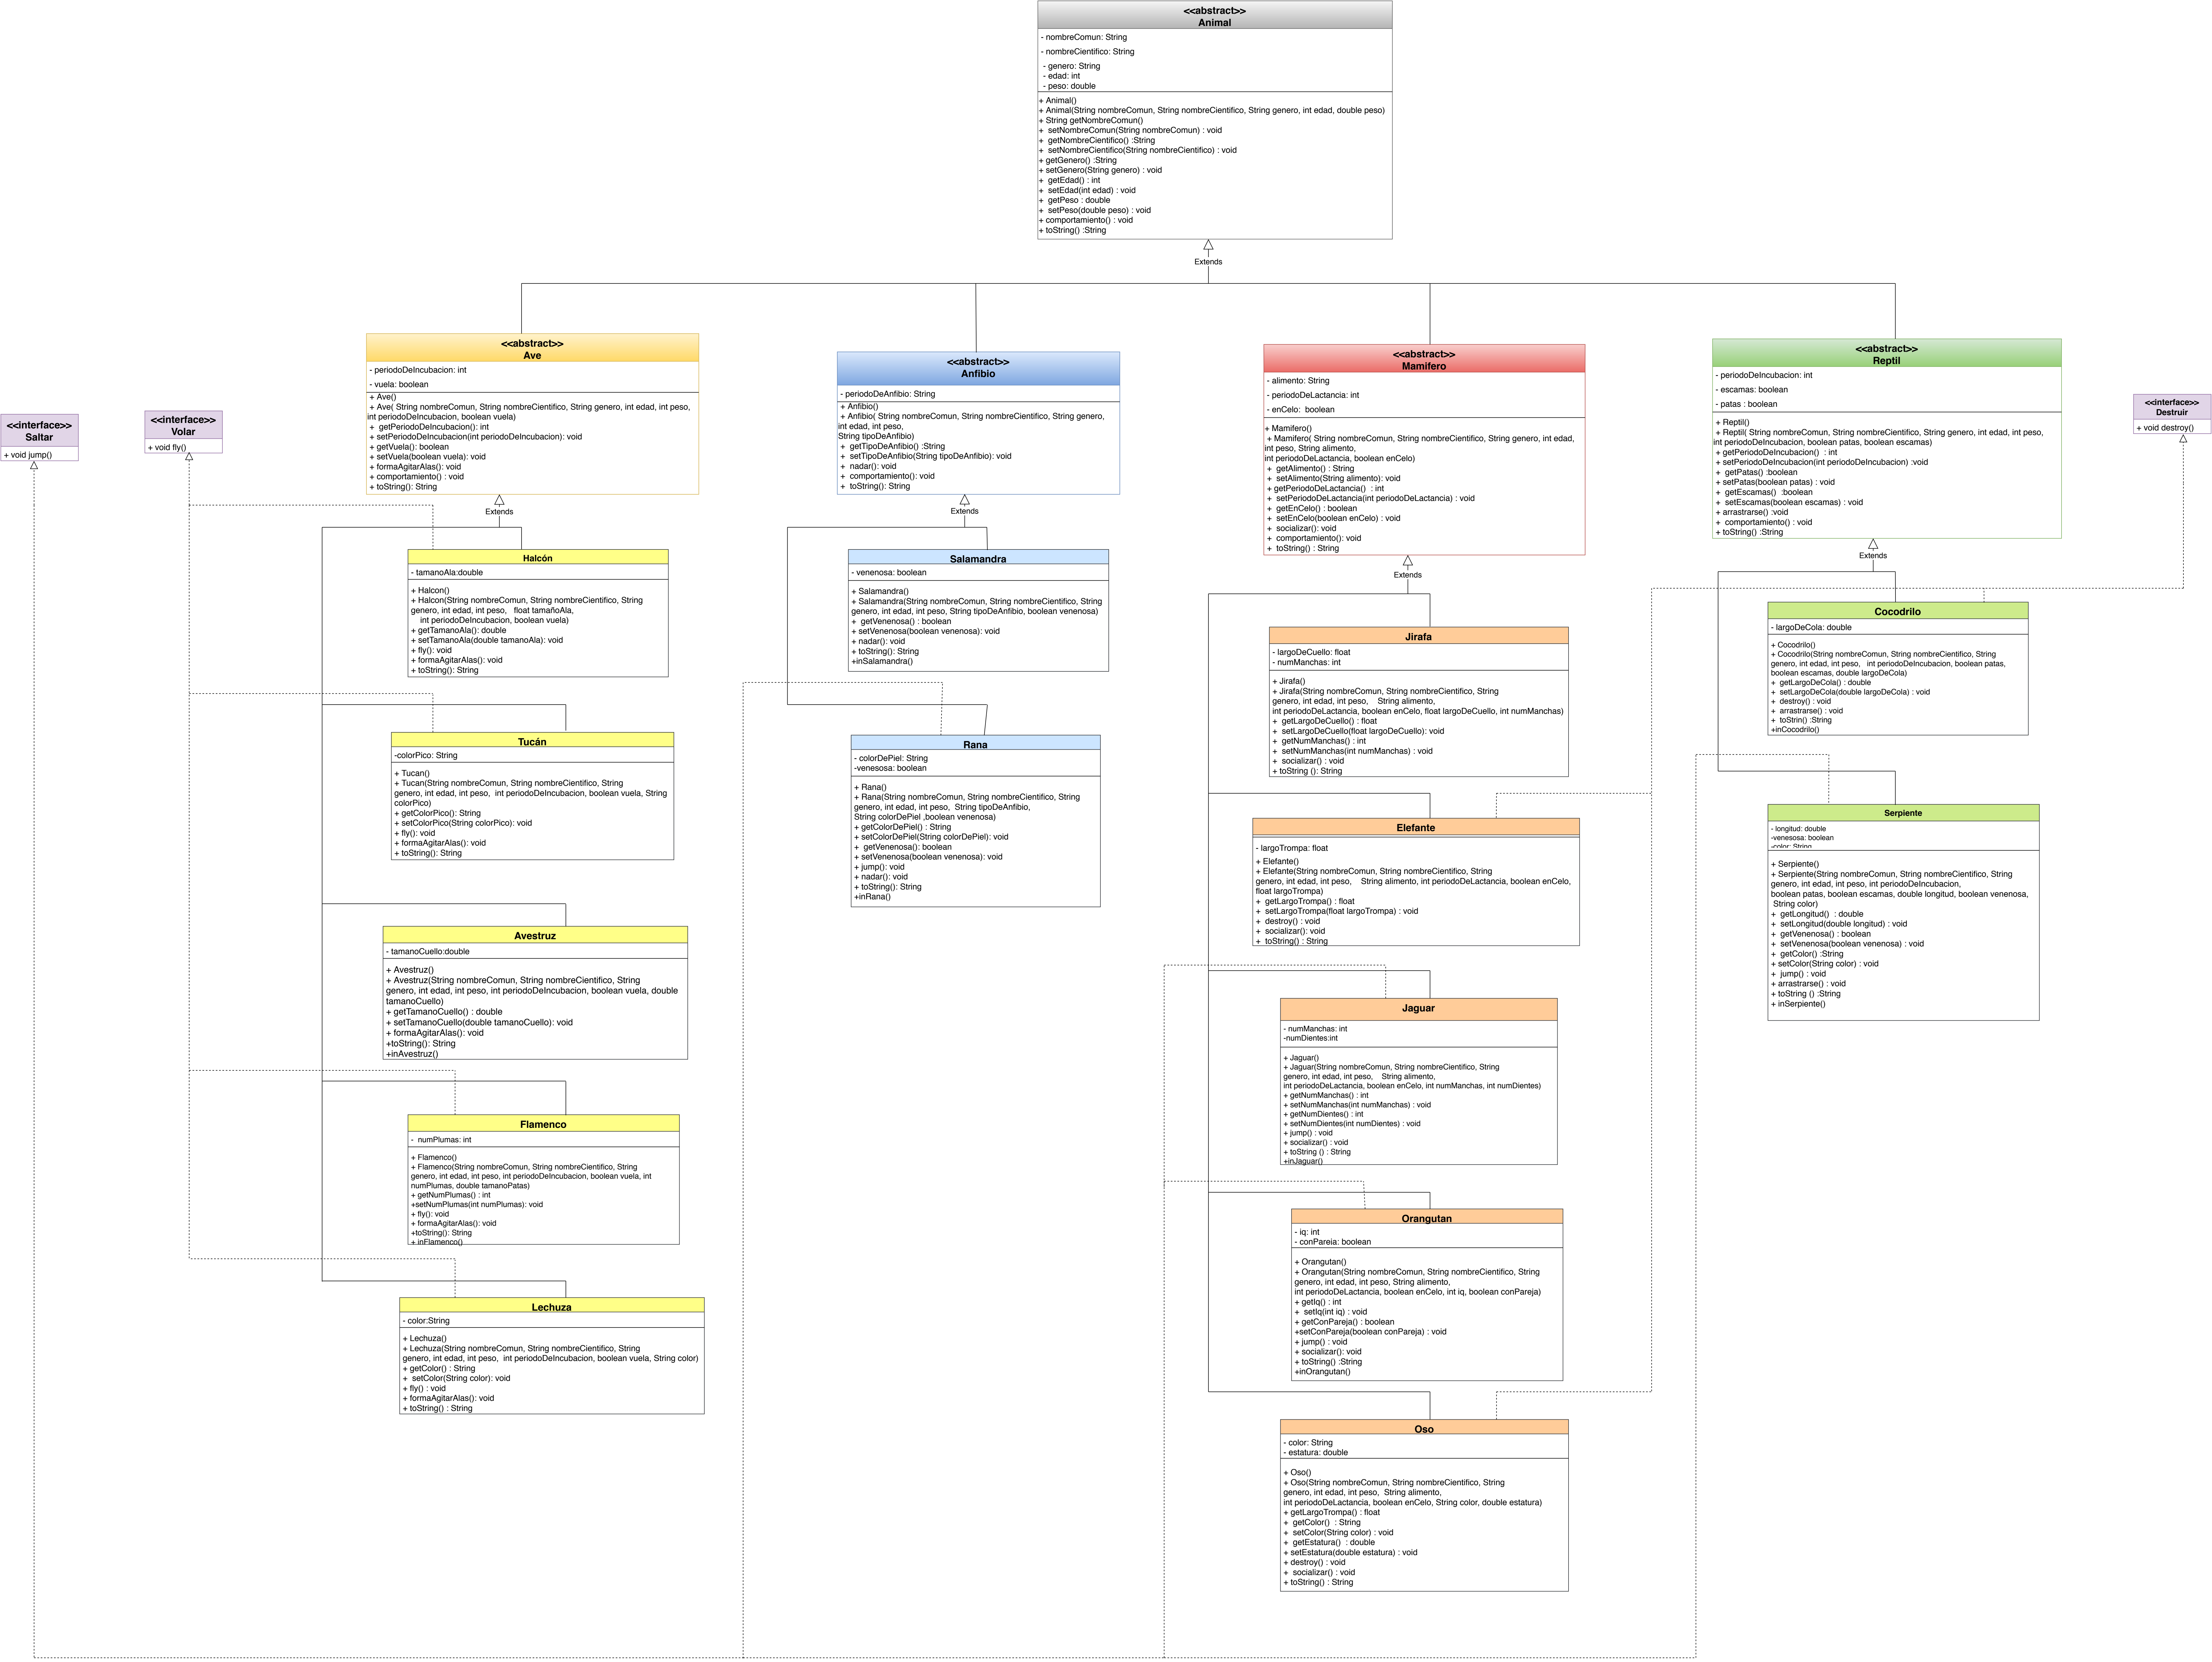 <<abstract>>
Animal
- nombreComun: String
- nombreCientifico: String
- genero: String
- edad: int
- peso: double
+ Animal()
+ Animal(String nombreComun, String nombreCientifico, String genero, int edad, double peso)
+ String getNombreComun()
+ setNombreComun(String nombreComun) : void
+ getNombreCientifico() :String
+ setNombreCientifico(String nombreCientifico) : void
+ getGenero() :String
+ setGenero(String genero) : void
+ getEdad() : int
+ setEdad(int edad) : void
+ getPeso : double
+ setPeso(double peso) : void
+ comportamiento() : void
+ toString() :String
Extends
<<interface>>
Saltar
+ void jump()
<<interface>>
Volar
+ void fly()
<<abstract>>
Ave
- periodoDeIncubacion: int
- vuela: boolean
+ Ave()
+ Ave( String nombreComun, String nombreCientifico, String genero, int edad, int peso,
int periodoDeIncubacion, boolean vuela)
+ getPeriodoDeIncubacion(): int
+ setPeriodoDeIncubacion(int periodoDeIncubacion): void
+ getVuela(): boolean
+ setVuela(boolean vuela): void
+ formaAgitarAlas(): void
+ comportamiento() : void
+ toString(): String
Extends
<<abstract>>
Anfibio
- periodoDeAnfibio: String
+ Anfibio()
+ Anfibio( String nombreComun, String nombreCientifico, String genero,
int edad, int peso,
String tipoDeAnfibio)
+ getTipoDeAnfibio() :String
+ setTipoDeAnfibio(String tipoDeAnfibio): void
+ nadar(): void
+ comportamiento(): void
+ toString(): String
Extends
<<abstract>>
Mamifero
- alimento: String
- periodoDeLactancia: int
- enCelo: boolean
+ Mamifero()
+ Mamifero( String nombreComun, String nombreCientifico, String genero, int edad,
int peso, String alimento,
int periodoDeLactancia, boolean enCelo)
+ getAlimento() : String
+ setAlimento(String alimento): void
+ getPeriodoDeLactancia() : int
+ setPeriodoDeLactancia(int periodoDeLactancia) : void
+ getEnCelo() : boolean
+ setEnCelo(boolean enCelo) : void
+ socializar(): void
+ comportamiento(): void
+ toString() : String
Extends
<<abstract>>
Reptil
- periodoDeIncubacion: int
- escamas: boolean
- patas : boolean
+ Reptil()
+ Reptil( String nombreComun, String nombreCientifico, String genero, int edad, int peso,
int periodoDeIncubacion, boolean patas, boolean escamas)
+ getPeriodoDeIncubacion() : int
+ setPeriodoDeIncubacion(int periodoDeIncubacion) :void
+ getPatas() :boolean
+ setPatas(boolean patas) : void
+ getEscamas() :boolean
+ setEscamas(boolean escamas) : void
+ arrastrarse() :void
+ comportamiento() : void
+ toString() :String
Extends
<<interface>>
Destruir
+ void destroy()
Halcón
- tamanoAla:double
+ Halcon()
+ Halcon(String nombreComun, String nombreCientifico, String
genero, int edad, int peso, float tamañoAla,
int periodoDeIncubacion, boolean vuela)
+ getTamanoAla(): double
+ setTamanoAla(double tamanoAla): void
+ fly(): void
+ formaAgitarAlas(): void
+ toString(): String
Tucán
-colorPico: String
+ Tucan()
+ Tucan(String nombreComun, String nombreCientifico, String
genero, int edad, int peso, int periodoDeIncubacion, boolean vuela, String
colorPico)
+ getColorPico(): String
+ setColorPico(String colorPico): void
+ fly(): void
+ formaAgitarAlas(): void
+ toString(): String
Avestruz
- tamanoCuello:double
+ Avestruz()
+ Avestruz(String nombreComun, String nombreCientifico, String
genero, int edad, int peso, int periodoDeIncubacion, boolean vuela, double
tamanoCuello)
+ getTamanoCuello() : double
+ setTamanoCuello(double tamanoCuello): void
+ formaAgitarAlas(): void
+toString(): String
+inAvestruz()
Flamenco
- numPlumas: int
+ Flamenco()
+ Flamenco(String nombreComun, String nombreCientifico, String
genero, int edad, int peso, int periodoDeIncubacion, boolean vuela, int
numPlumas, double tamanoPatas)
+ getNumPlumas() : int
+setNumPlumas(int numPlumas): void
+ fly(): void
+ formaAgitarAlas(): void
+toString(): String
+ inFlamenco()
Lechuza
- color:String
+ Lechuza()
+ Lechuza(String nombreComun, String nombreCientifico, String
genero, int edad, int peso, int periodoDeIncubacion, boolean vuela, String color)
+ getColor() : String
+ setColor(String color): void
+ fly() : void
+ formaAgitarAlas(): void
+ toString() : String
Salamandra
- venenosa: boolean
+ Salamandra()
+ Salamandra(String nombreComun, String nombreCientifico, String
genero, int edad, int peso, String tipoDeAnfibio, boolean venenosa)
+ getVenenosa() : boolean
+ setVenenosa(boolean venenosa): void
+ nadar(): void
+ toString(): String
+inSalamandra()
Rana
- colorDePiel: String
-venesosa: boolean
+ Rana()
+ Rana(String nombreComun, String nombreCientifico, String
genero, int edad, int peso, String tipoDeAnfibio,
String colorDePiel ,boolean venenosa)
+ getColorDePiel() : String
+ setColorDePiel(String colorDePiel): void
+ getVenenosa(): boolean
+ setVenenosa(boolean venenosa): void
+ jump(): void
+ nadar(): void
+ toString(): String
+inRana()
Jirafa
- largoDeCuello: float
- numManchas: int
+ Jirafa()
+ Jirafa(String nombreComun, String nombreCientifico, String
genero, int edad, int peso, String alimento,
int periodoDeLactancia, boolean enCelo, float largoDeCuello, int numManchas)
+ getLargoDeCuello() : float
+ setLargoDeCuello(float largoDeCuello): void
+ getNumManchas() : int
+ setNumManchas(int numManchas) : void
+ socializar() : void
+ toString (): String
Elefante
- largoTrompa: float
+ Elefante()
+ Elefante(String nombreComun, String nombreCientifico, String
genero, int edad, int peso, String alimento, int periodoDeLactancia, boolean enCelo,
float largoTrompa)
+ getLargoTrompa() : float
+ setLargoTrompa(float largoTrompa) : void
+ destroy() : void
+ socializar(): void
+ toString() : String
Jaguar
- numManchas: int
-numDientes:int
+ Jaguar()
+ Jaguar(String nombreComun, String nombreCientifico, String
genero, int edad, int peso, String alimento,
int periodoDeLactancia, boolean enCelo, int numManchas, int numDientes)
+ getNumManchas() : int
+ setNumManchas(int numManchas) : void
+ getNumDientes() : int
+ setNumDientes(int numDientes) : void
+ jump() : void
+ socializar() : void
+ toString () : String
+inJaguar()
Orangutan
- iq: int
- conPareja: boolean
+ Orangutan()
+ Orangutan(String nombreComun, String nombreCientifico, String
genero, int edad, int peso, String alimento,
int periodoDeLactancia, boolean enCelo, int iq, boolean conPareja)
+ getIq() : int
+ setIq(int iq) : void
+ getConPareja() : boolean
+setConPareja(boolean conPareja) : void
+ jump() : void
+ socializar(): void
+ toString() :String
+inOrangutan()
Oso
- color: String
- estatura: double
+ Oso()
+ Oso(String nombreComun, String nombreCientifico, String
genero, int edad, int peso, String alimento,
int periodoDeLactancia, boolean enCelo, String color, double estatura)
+ getLargoTrompa() : float
+ getColor() : String
+ setColor(String color) : void
+ getEstatura() : double
+ setEstatura(double estatura) : void
+ destroy() : void
+ socializar() : void
+ toString() : String
Cocodrilo
- largoDeCola: double
+ Cocodrilo()
+ Cocodrilo(String nombreComun, String nombreCientifico, String
genero, int edad, int peso, int periodoDeIncubacion, boolean patas,
boolean escamas, double largoDeCola)
+ getLargoDeCola() : double
+ setLargoDeCola(double largoDeCola) : void
+ destroy() : void
+ arrastrarse() : void
+ toStrin() :String
+inCocodrilo()
Serpiente
- longitud: double
-venesosa: boolean
-color: String
+ Serpiente()
+ Serpiente(String nombreComun, String nombreCientifico, String
genero, int edad, int peso, int periodoDeIncubacion,
boolean patas, boolean escamas, double longitud, boolean venenosa,
String color)
+ getLongitud() : double
+ setLongitud(double longitud) : void
+ getVenenosa() : boolean
+ setVenenosa(boolean venenosa) : void
+ getColor() :String
+ setColor(String color) : void
+ jump() : void
+ arrastrarse() : void
+ toString () :String
+ inSerpiente()